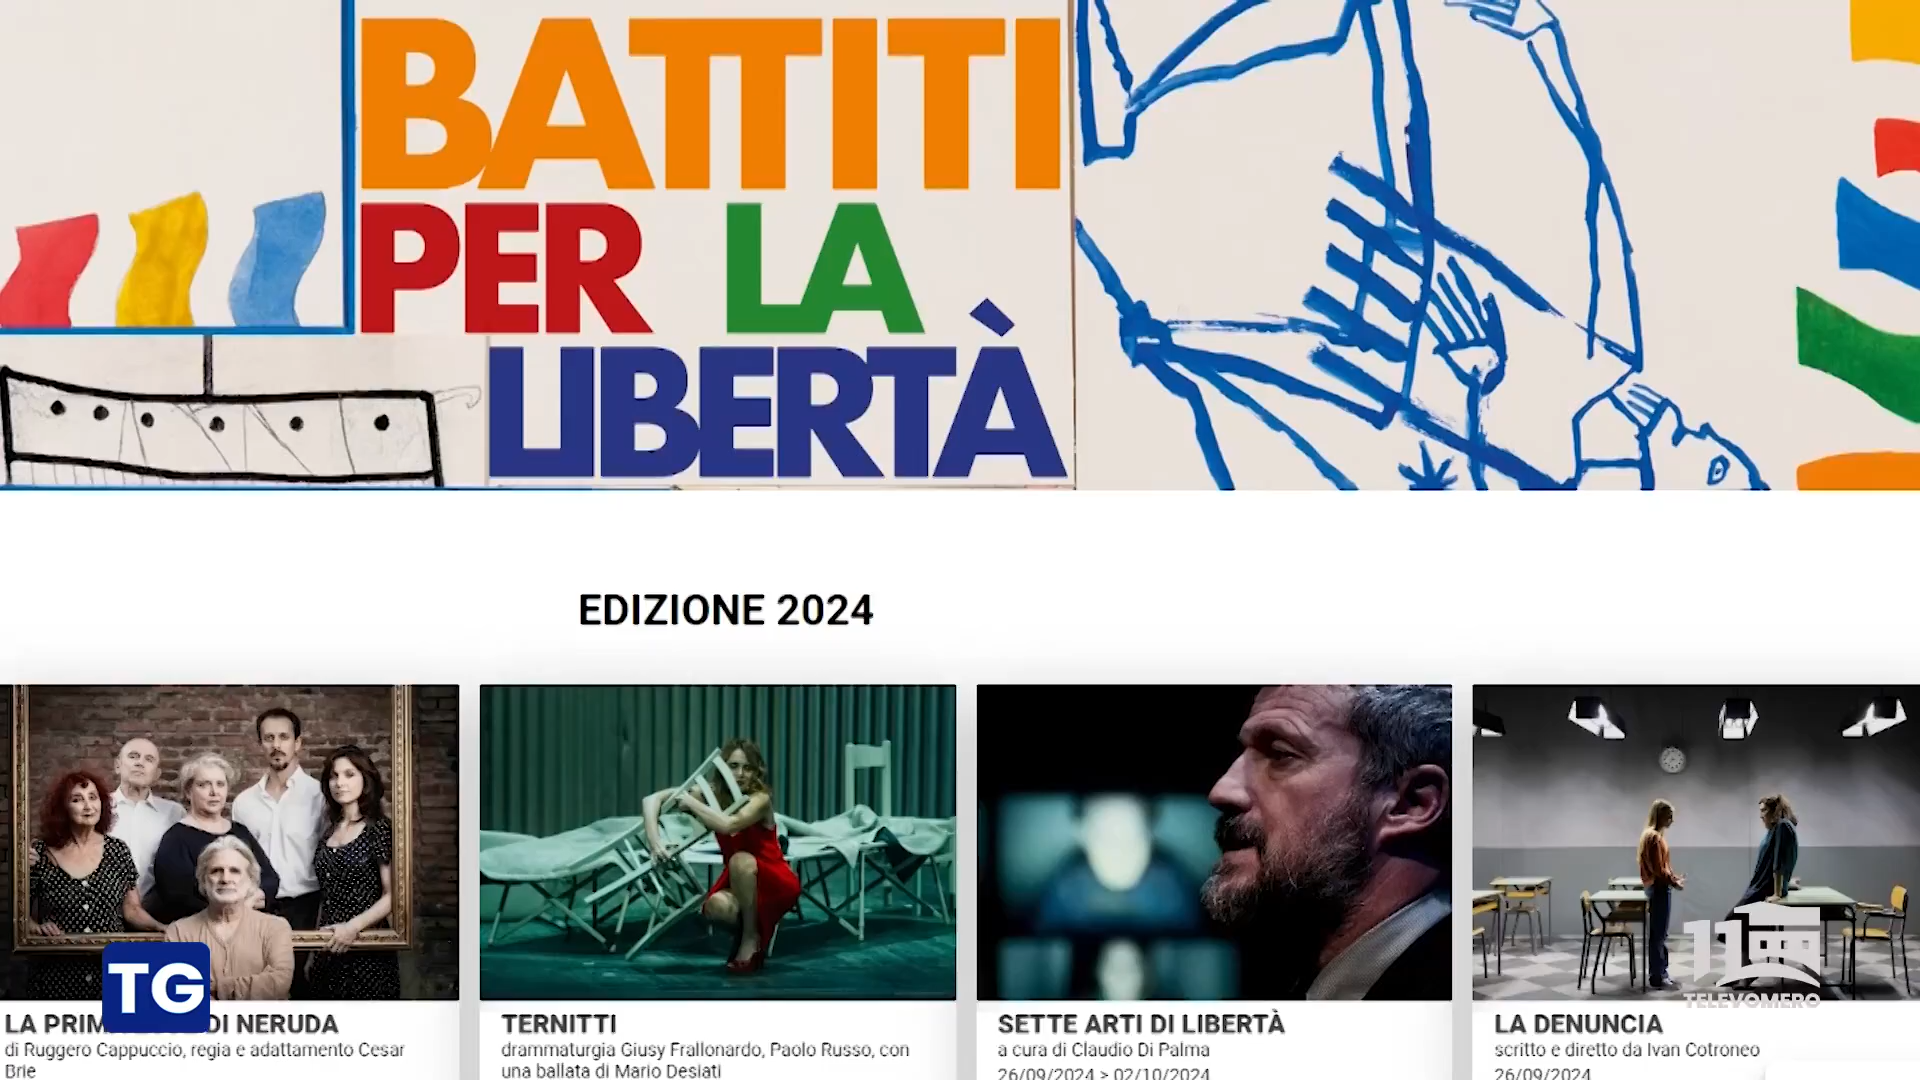 BATTITI
PER LA
LIBERTÀ
EDIZIONE 2024
LA PRIM DI NERUDA
di Ruggero Cappuccio, regia e adattamento Cesar
Brie
TERNITTI
drammaturgia Giusy Frallonardo, Paolo Russo, con
una ballata di Mario Desiati
SETTE ARTI DI LIBERTÀ
a cura di Claudio Di Palma
26/09/2024 > 02/10/2024
LA DENUNCIA
scritto e diretto da Ivan Cotroneo
26/09/2024
TG
11
TELEVOMERO